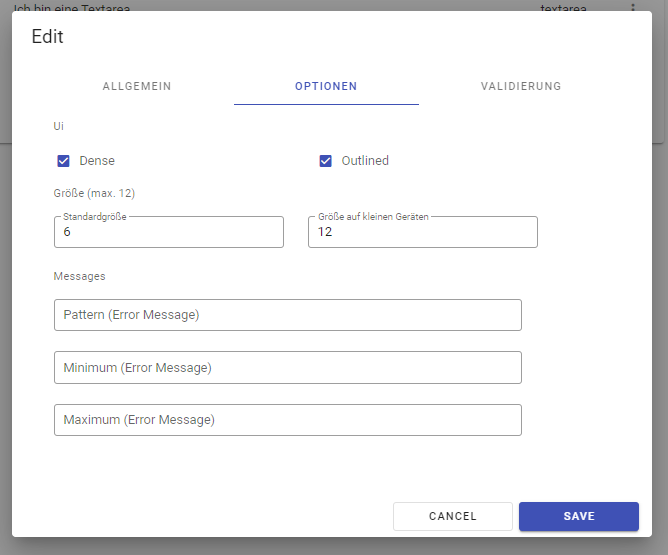 Ich bin eine Textarea textarea
Edit
ALLGEMEIN OPTIONEN VALIDIERUNG
Ui
Dense Outlined
Größe (max. 12)
Standardgröße Größe auf kleinen Geräten
6 12
Messages
Pattern (Error Message)
Minimum (Error Message)
Maximum (Error Message)
CANCEL SAVE